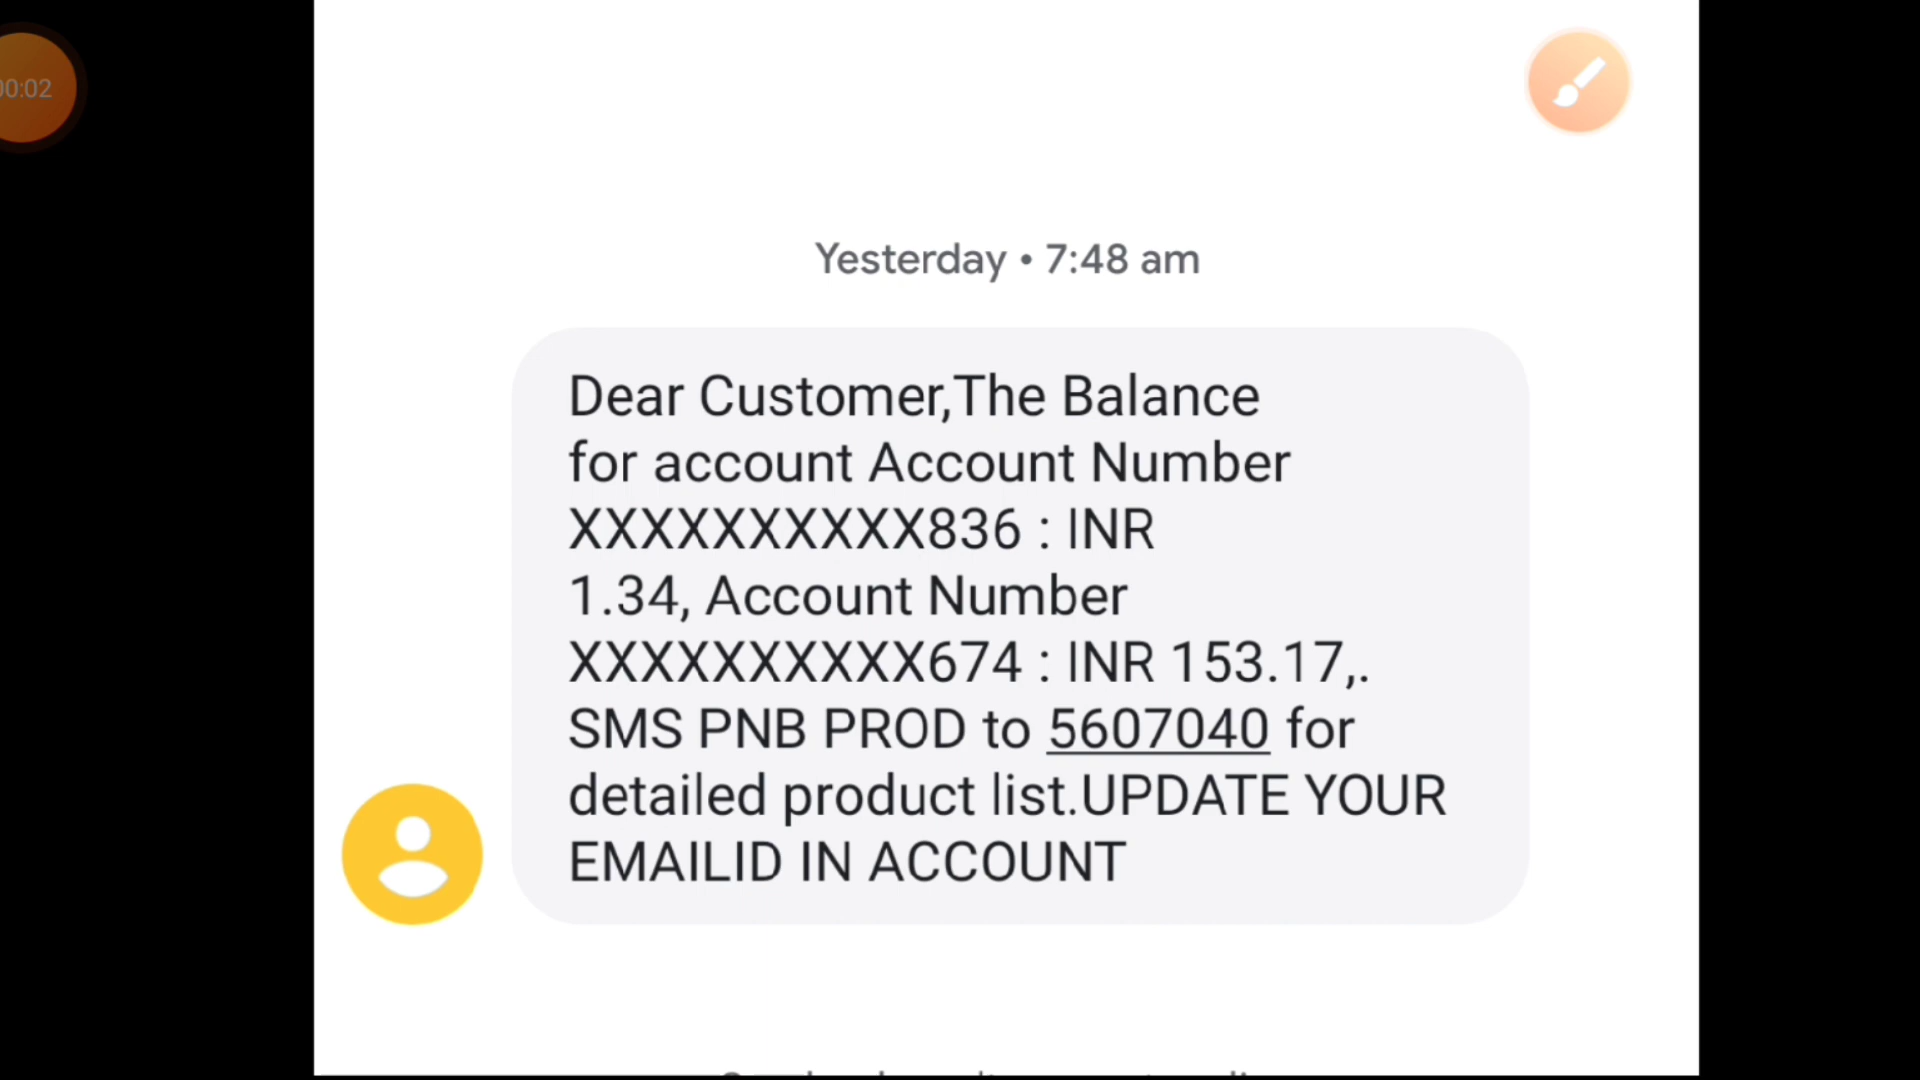 00:02
Yesterday • 7:48 am
Dear Customer,The Balance
for account Account Number
XXXXXXXXXX836 : INR
1.34, Account Number
XXXXXXXXXX674 : INR 153.17,.
SMS PNB PROD to 5607040 for
detailed product list.UPDATE YOUR
EMAILID IN ACCOUNT